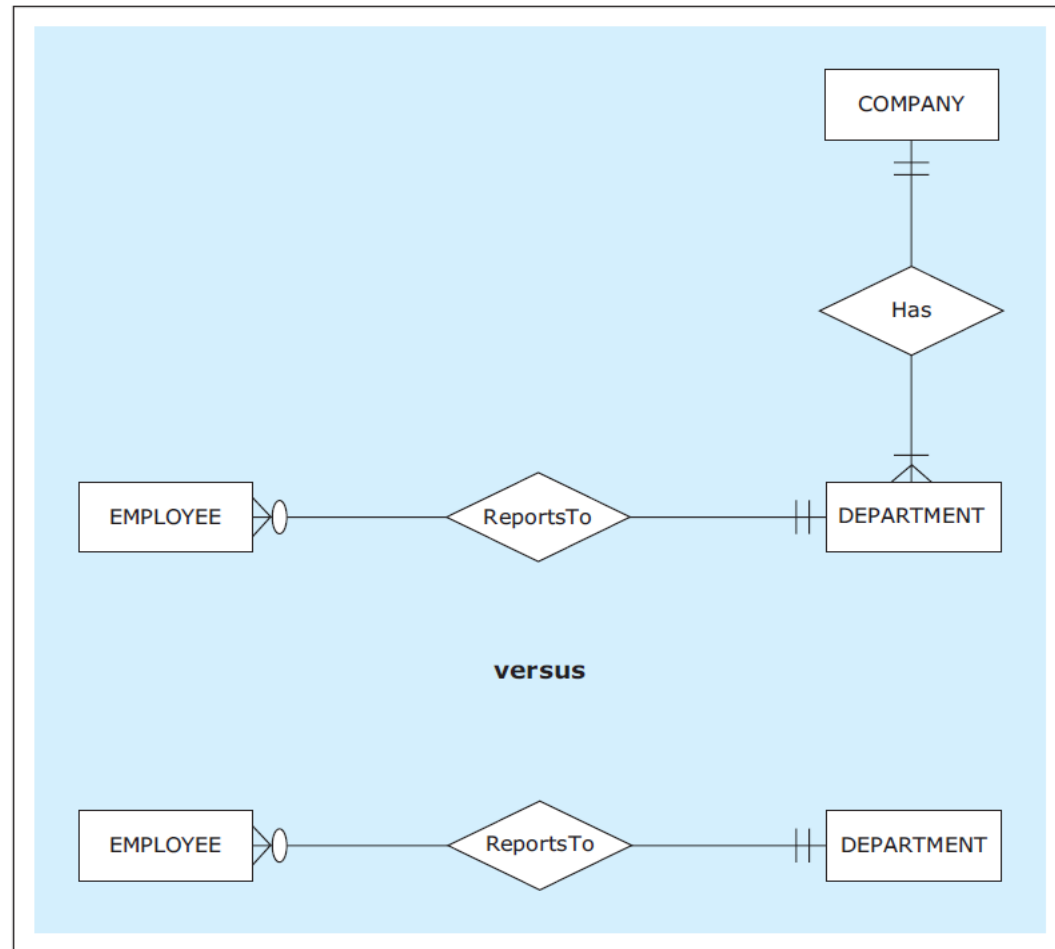 COMPANY
Has
EMPLOYEE
ReportsTo
DEPARTMENT
versus
EMPLOYEE
ReportsTo
DEPARTMENT